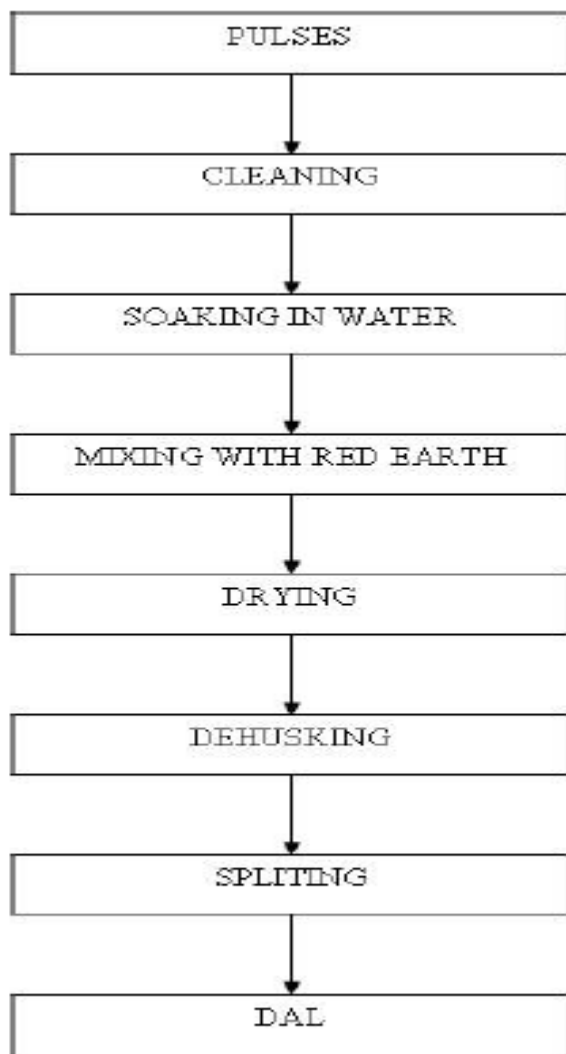 PULSES
CLEANING
SOAKING IN WATER
MIXING WITH RED EARTH
DRYING
DEHUSKING
SPLITING
DAL